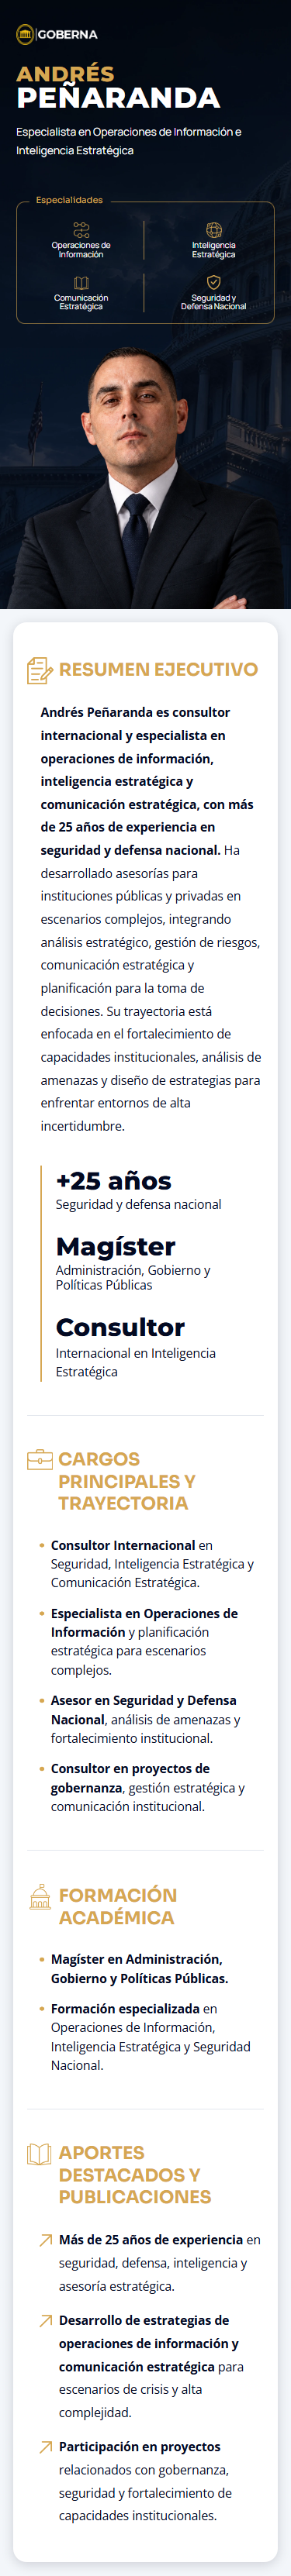 GOBERNA
ANDRÉS
PEÑARANDA
Especialista en Operaciones de Información e
Inteligencia Estratégica
Especialidades
Operaciones de
Información
Inteligencia
Estratégica
Comunicación
Estratégica
Seguridad y
Defensa Nacional
RESUMEN EJECUTIVO
Andrés Peñaranda es consultor
internacional y especialista en
operaciones de información,
inteligencia estratégica y
comunicación estratégica, con más
de 25 años de experiencia en
seguridad y defensa nacional. Ha
desarrollado asesorías para
instituciones públicas y privadas en
escenarios complejos, integrando
análisis estratégico, gestión de riesgos,
comunicación estratégica y
planificación para la toma de
decisiones. Su trayectoria está
enfocada en el fortalecimiento de
capacidades institucionales, análisis de
amenazas y diseño de estrategias para
enfrentar entornos de alta
incertidumbre.
+25 años
Seguridad y defensa nacional
Magíster
Administración, Gobierno y
Políticas Públicas
Consultor
Internacional en Inteligencia
Estratégica
CARGOS
PRINCIPALES Y
TRAYECTORIA
Consultor Internacional en
Seguridad, Inteligencia Estratégica y
Comunicación Estratégica.
Especialista en Operaciones de
Información y planificación
estratégica para escenarios
complejos.
Asesor en Seguridad y Defensa
Nacional, análisis de amenazas y
fortalecimiento institucional.
Consultor en proyectos de
gobernanza, gestión estratégica y
comunicación institucional.
FORMACIÓN
ACADÉMICA
Magíster en Administración,
Gobierno y Políticas Públicas.
Formación especializada en
Operaciones de Información,
Inteligencia Estratégica y Seguridad
Nacional.
APORTES
DESTACADOS Y
PUBLICACIONES
Más de 25 años de experiencia en
seguridad, defensa, inteligencia y
asesoría estratégica.
Desarrollo de estrategias de
operaciones de información y
comunicación estratégica para
escenarios de crisis y alta
complejidad.
Participación en proyectos
relacionados con gobernanza,
seguridad y fortalecimiento de
capacidades institucionales.